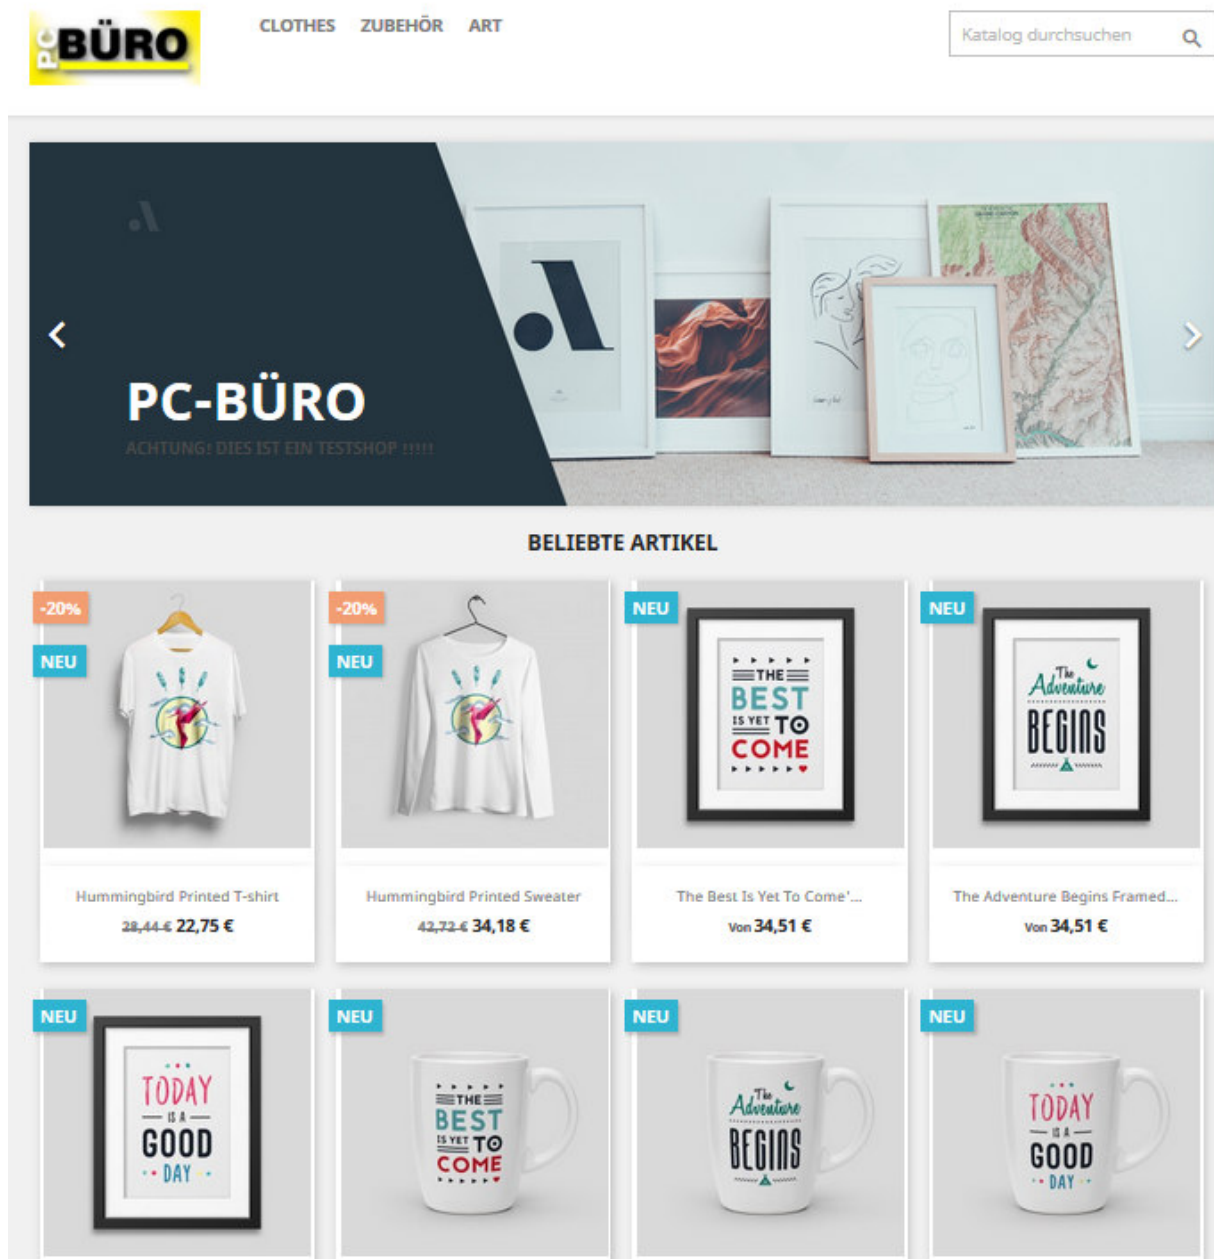 PC BÜRO
CLOTHES ZUBEHÖR ART
Katalog durchsuchen
PC-BÜRO
ACHTUNG! DIES IST EIN TESTSHOP !!!!!
BELIEBTE ARTIKEL
-20%
NEU
THE
BEST
IS YET TO
COME
The
Adventure
BEGINS
-20%
NEU
NEU
NEU
Hummingbird Printed T-shirt
28,44 € 22,75 €
Hummingbird Printed Sweater
42,72 € 34,18 €
The Best Is Yet To Come'...
Von 34,51 €
The Adventure Begins Framed...
Von 34,51 €
NEU
TODAY
IS A
GOOD
DAY
NEU
THE
BEST
IS YET TO
COME
NEU
The
Adventure
BEGINS
NEU
TODAY
IS A
GOOD
DAY